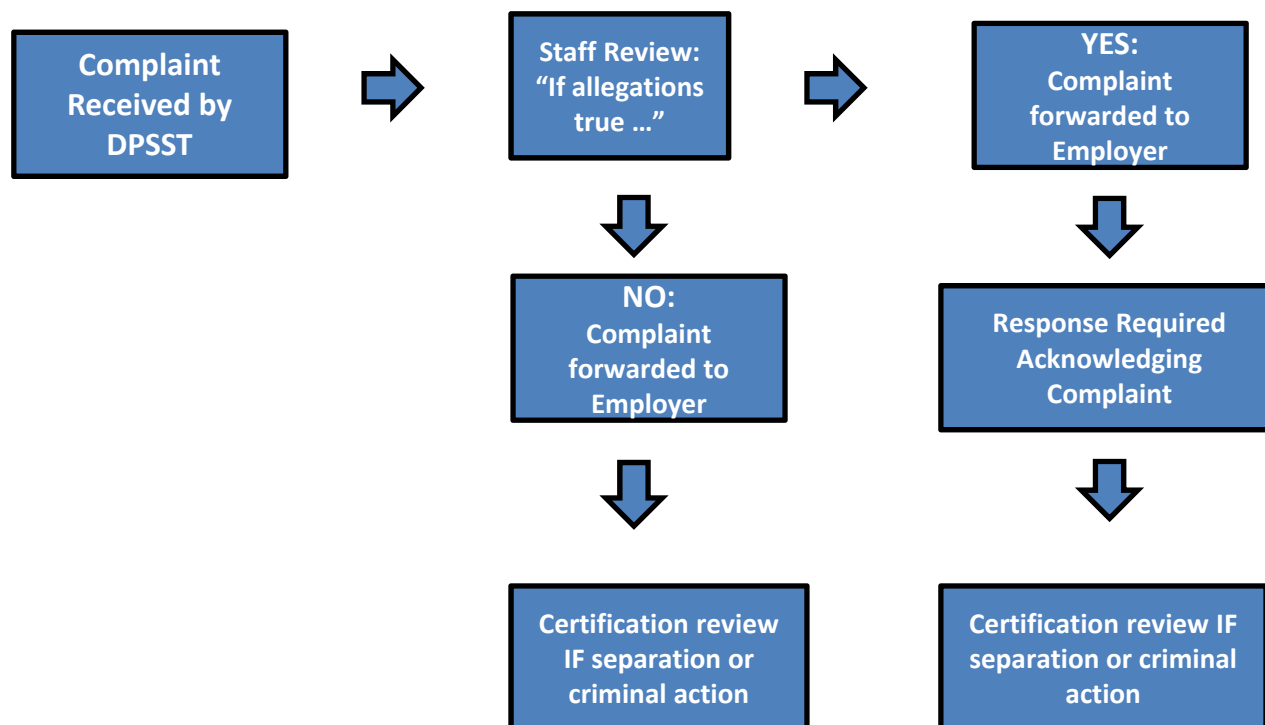 Complaint
Received by
DPSST
Staff Review:
“If allegations
true …”
YES:
Complaint
forwarded to
Employer
NO:
Complaint
forwarded to
Employer
Response Required
Acknowledging
Complaint
Certification review
IF separation or
criminal action
Certification review IF
separation or criminal
action